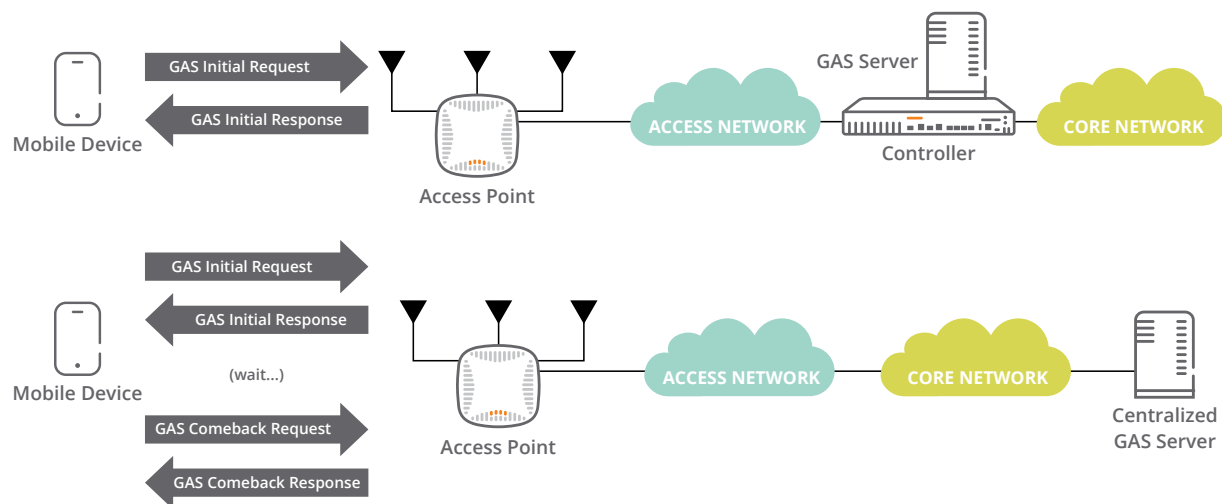 GAS Initial Request
GAS Initial Response
Mobile Device
Access Point
ACCESS NETWORK
GAS Server
Controller
CORE NETWORK
GAS Initial Request
GAS Initial Response
(wait...)
Mobile Device
GAS Comeback Request
GAS Comeback Response
Access Point
ACCESS NETWORK
CORE NETWORK
Centralized
GAS Server